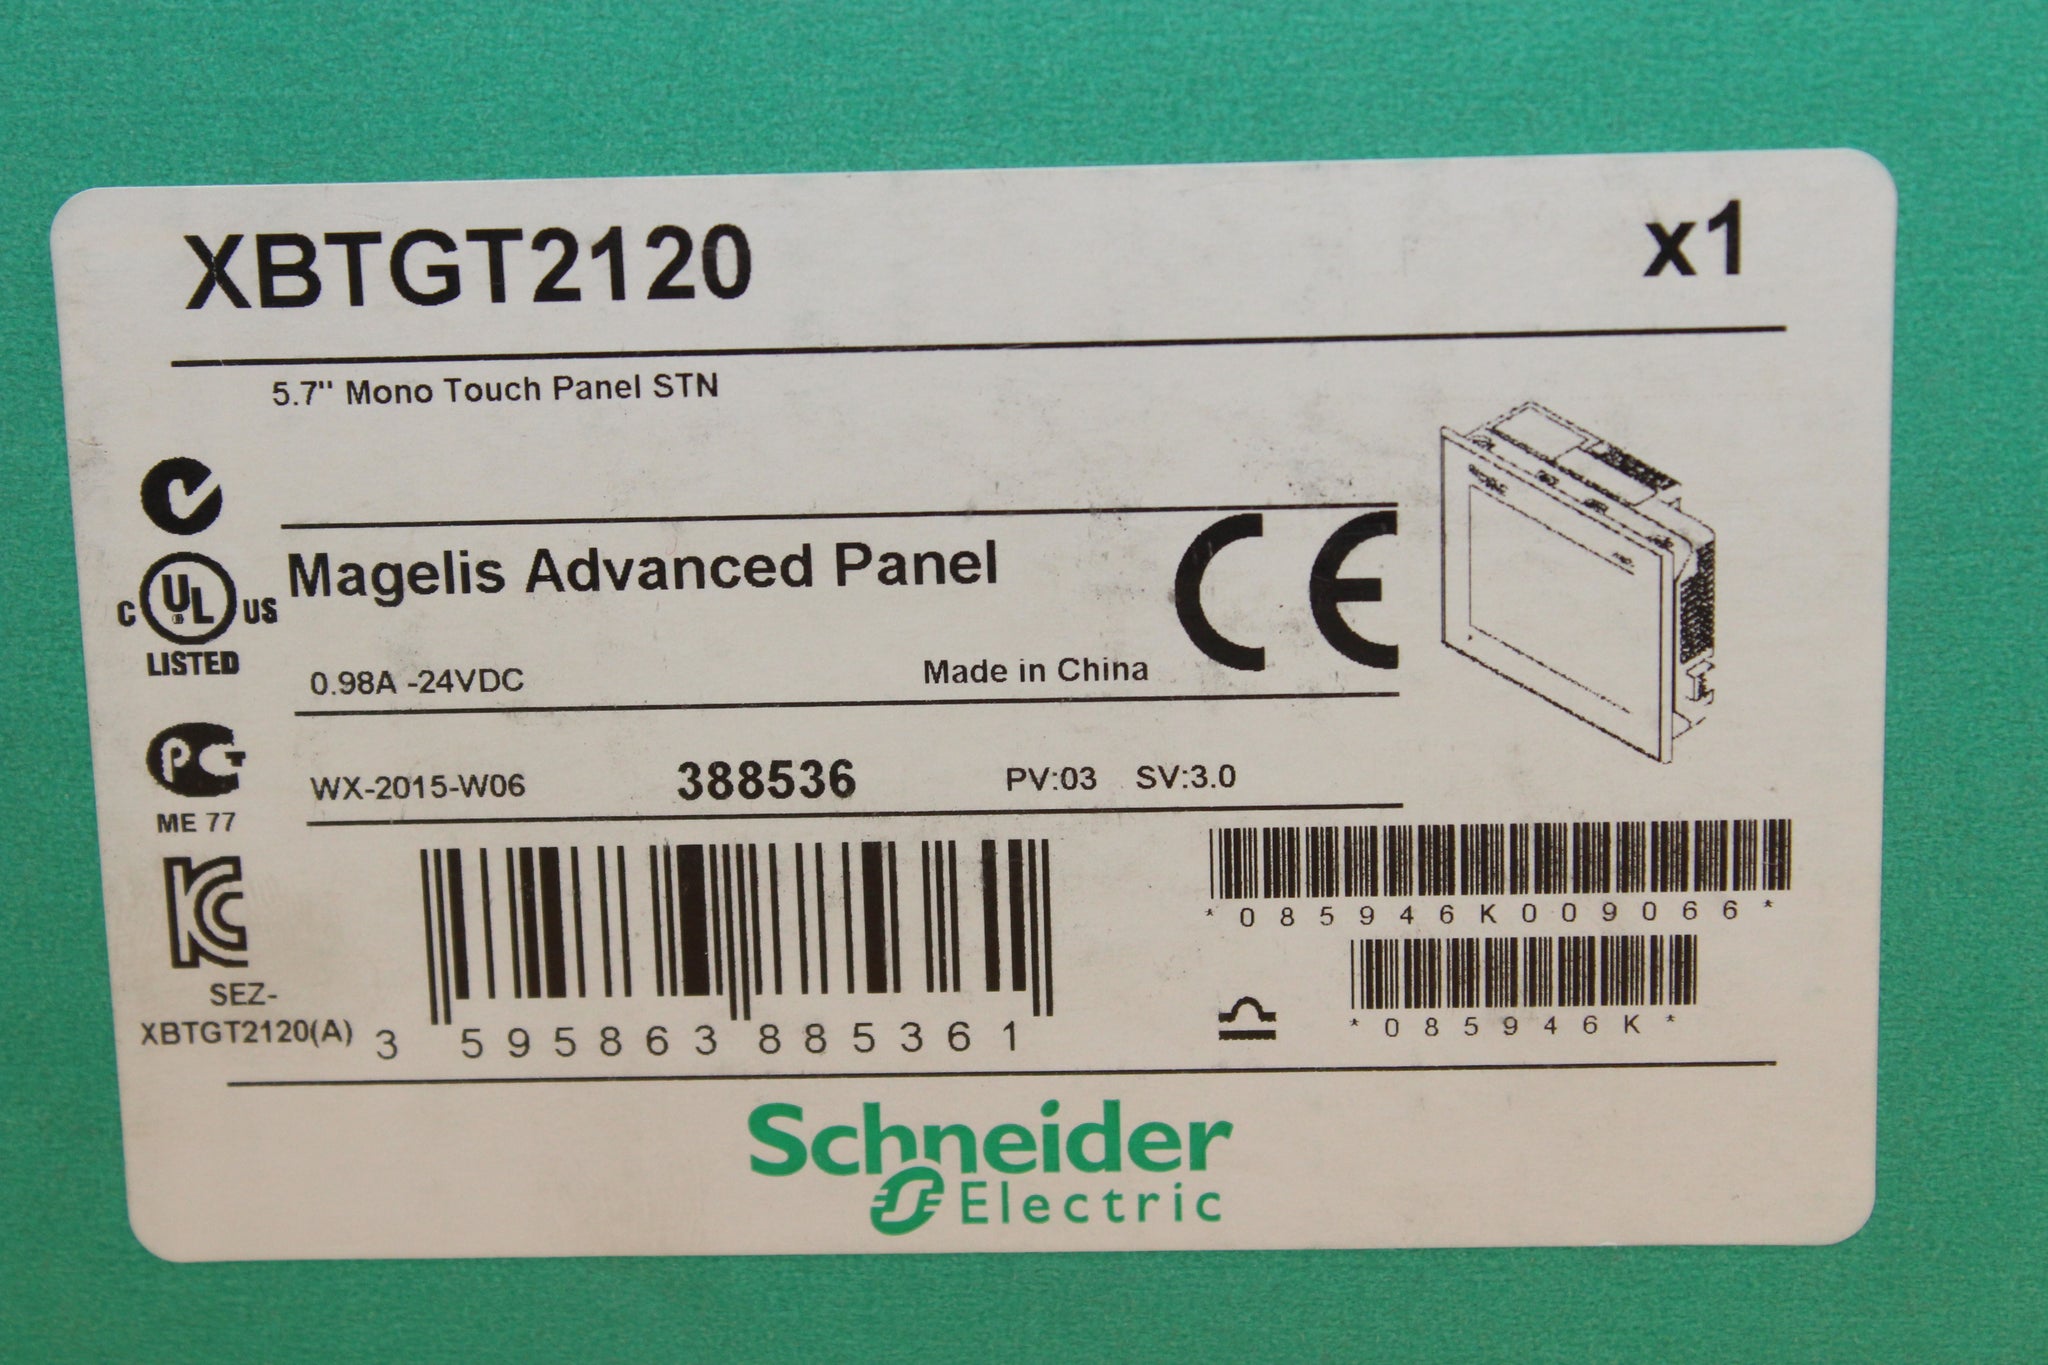 XBTGT2120 x1
5.7" Mono Touch Panel STN
Magelis Advanced Panel
C UL US
LISTED
CE
0.98A -24VDC Made in China
WX-2015-W06 388536 PV:03 SV:3.0
ME 77
*085946K009066*
*085946K*
SEZ-
XBTGT2120(A)
3 595863 885361
Schneider
Electric